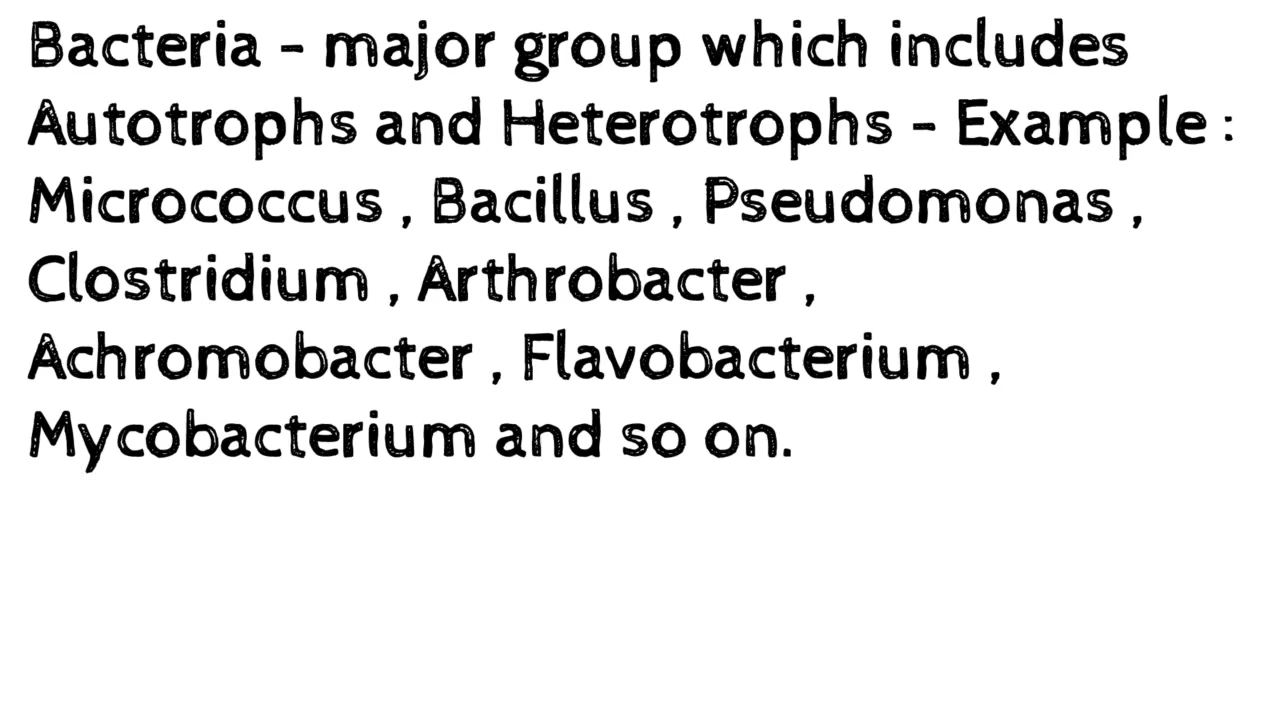 Bacteria - major group which includes
Autotrophs and Heterotrophs - Example :
Micrococcus , Bacillus , Pseudomonas ,
Clostridium , Arthrobacter ,
Achromobacter , Flavobacterium ,
Mycobacterium and so on.